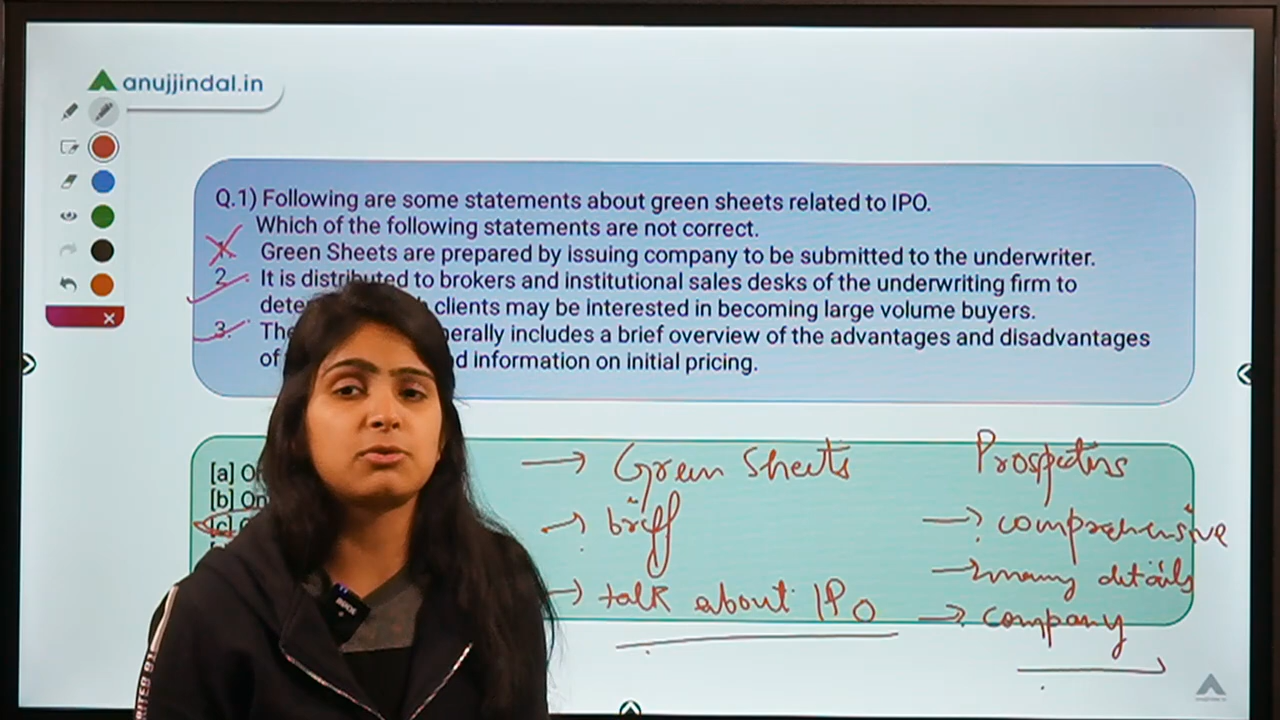 anujjindal.in
Q.1) Following are some statements about green sheets related to IPO.
Which of the following statements are not correct.
Green Sheets are prepared by issuing company to be submitted to the underwriter.
2. It is distributed to brokers and institutional sales desks of the underwriting firm to
clients may be interested in becoming large volume buyers.
3. includes a brief overview of the advantages and disadvantages
of information on initial pricing.
[a]
[b]
[c]
→ Green Sheets
→ brief
→ talk about IPO
Prospectus
→ comprehensive
→ many details
→ company